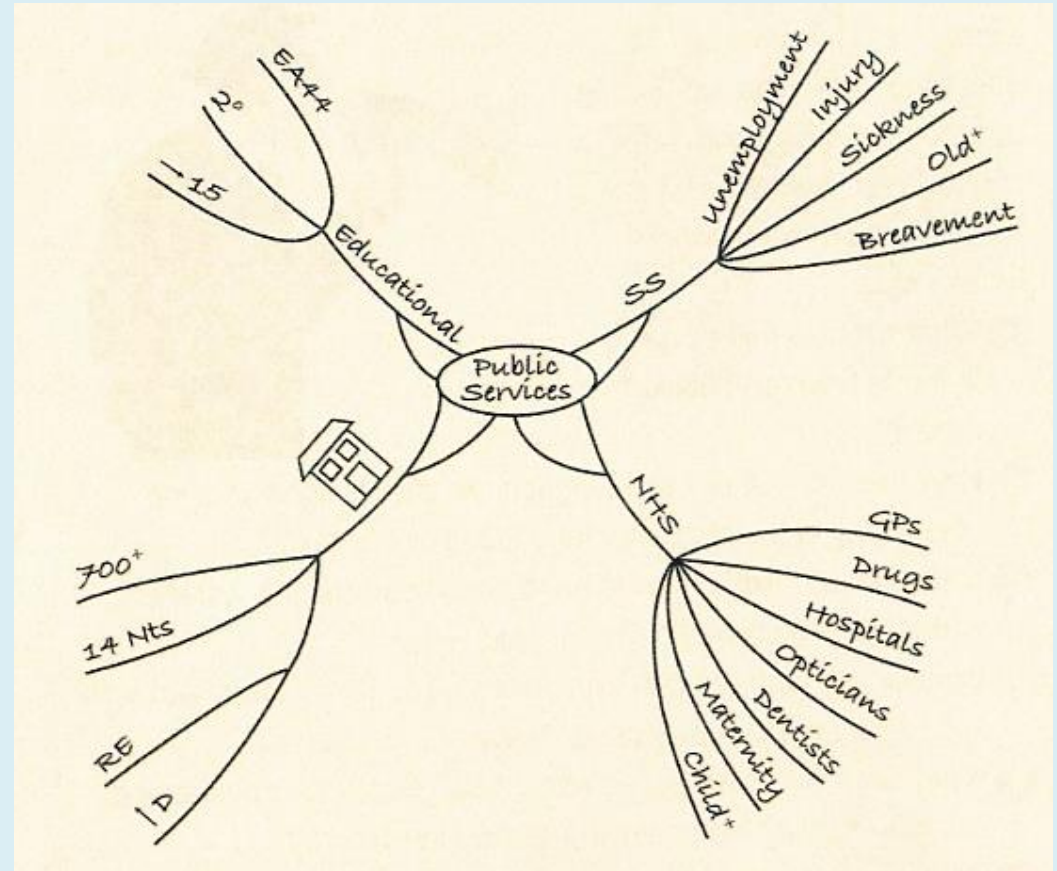 Public
Services
Educational
EA44
2°
→15
SS
Unemployment
Injury
Sickness
Old⁺
Breavement
NHS
GPs
Drugs
Hospitals
Opticians
Dentists
Maternity
Child⁺
700⁺
14 Nts
RE
↑D